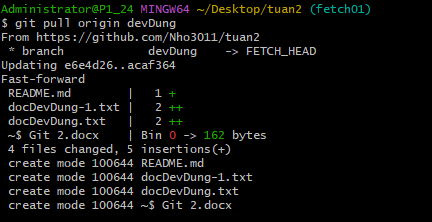 Administrator@P1_24 MINGW64 ~/Desktop/tuan2 (fetch01)
$ git pull origin devDung
From https://github.com/Nho3011/tuan2
 * branch            devDung    -> FETCH_HEAD
Updating e6e4d26..acaf364
Fast-forward
 README.md       |   1 +
 docDevDung-1.txt |   2 ++
 docDevDung.txt   |   2 ++
 ~$ Git 2.docx    | Bin 0 -> 162 bytes
 4 files changed, 5 insertions(+)
 create mode 100644 README.md
 create mode 100644 docDevDung-1.txt
 create mode 100644 docDevDung.txt
 create mode 100644 ~$ Git 2.docx